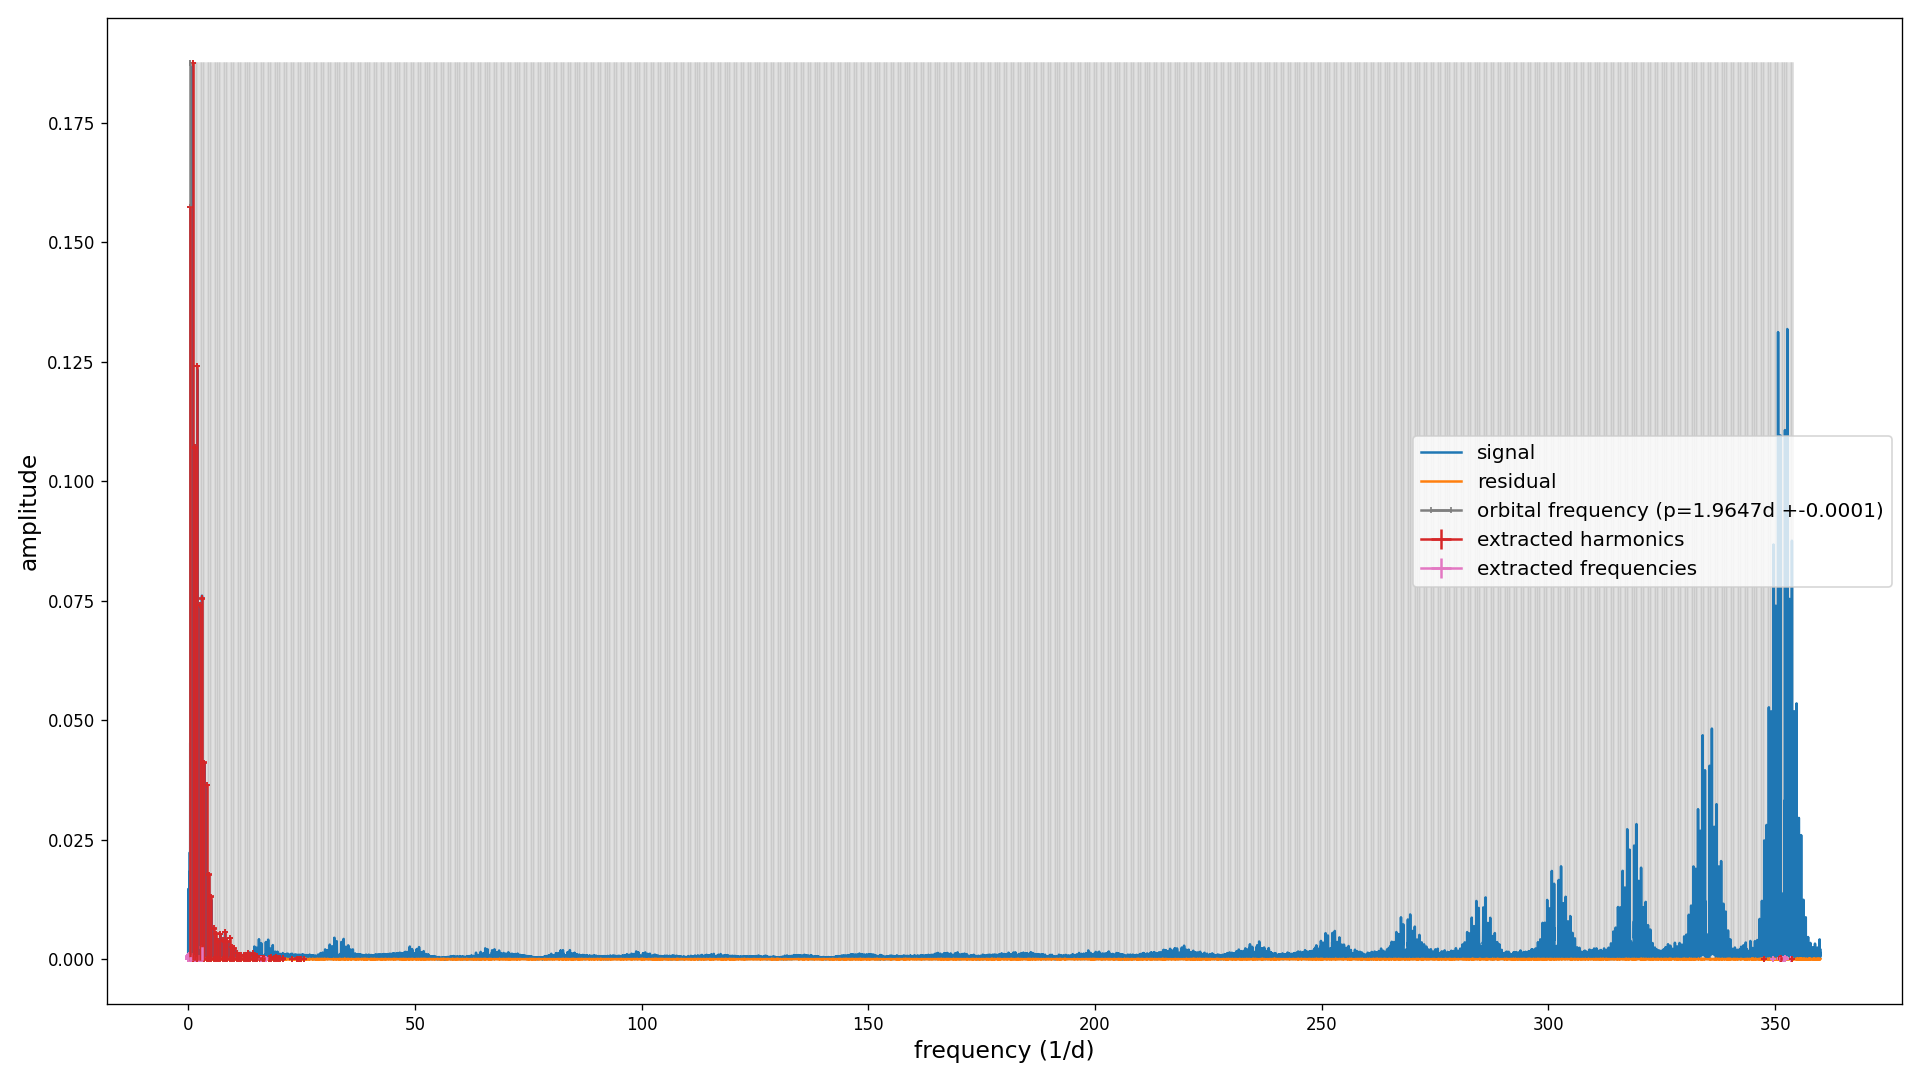 0.175
0.150
0.125
0.100
0.075
0.050
0.025
0.000
amplitude
signal
residual
orbital frequency (p=1.9647d +-0.0001)
extracted harmonics
extracted frequencies
0 50 100 150 200 250 300 350
frequency (1/d)